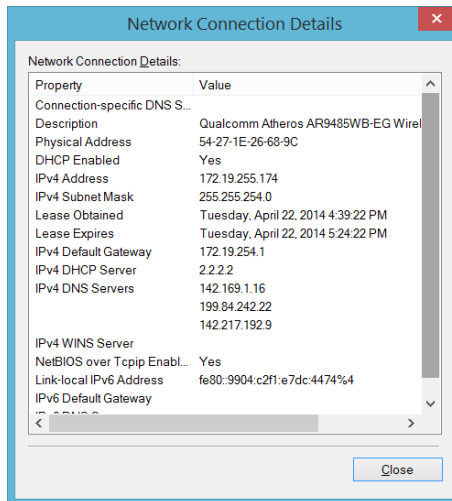 Network Connection Details
Network Connection Details:
Property Value
Connection-specific DNS S...
Description Qualcomm Atheros AR9485WB-EG Wirel
Physical Address 54-27-1E-26-68-9C
DHCP Enabled Yes
IPv4 Address 172.19.255.174
IPv4 Subnet Mask 255.255.254.0
Lease Obtained Tuesday, April 22, 2014 4:39:22 PM
Lease Expires Tuesday, April 22, 2014 5:24:22 PM
IPv4 Default Gateway 172.19.254.1
IPv4 DHCP Server 2.2.2.2
IPv4 DNS Servers 142.169.1.16
199.84.242.22
142.217.192.9
IPv4 WINS Server
NetBIOS over Tcpip Enabl... Yes
Link-local IPv6 Address fe80::9904:c2f1:e7dc:4474%4
IPv6 Default Gateway
Close